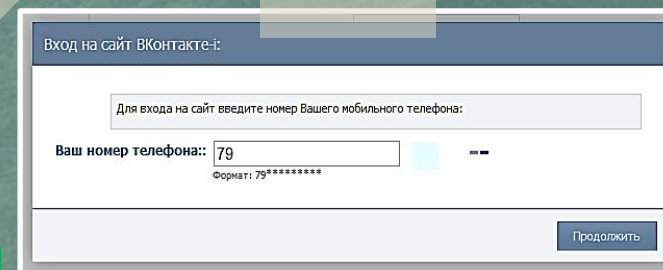 Вход на сайт ВКонтакте-i:
Для входа на сайт введите номер Вашего мобильного телефона:
Ваш номер телефона:: 79
Формат: 79*********
Продолжить